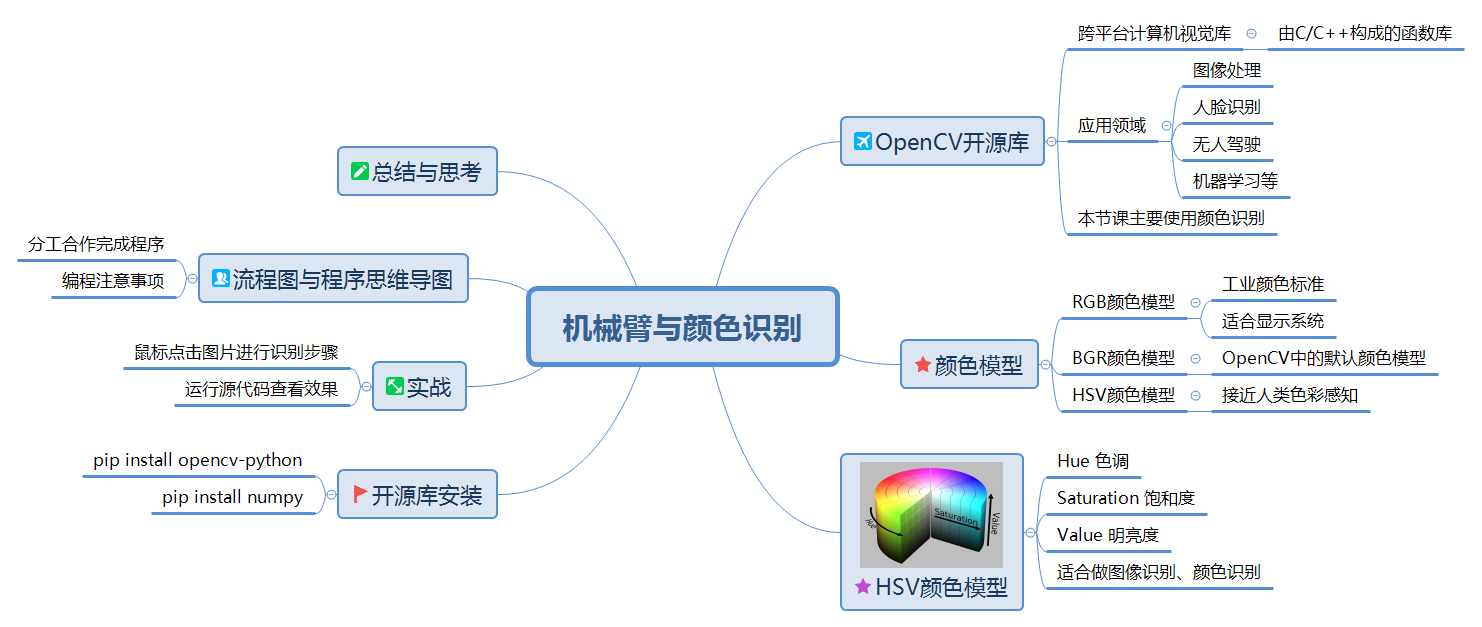 机械臂与颜色识别
OpenCV开源库
跨平台计算机视觉库
由C/C++构成的函数库
应用领域
图像处理
人脸识别
无人驾驶
机器学习等
本节课主要使用颜色识别
颜色模型
RGB颜色模型
工业颜色标准
适合显示系统
BGR颜色模型
OpenCV中的默认颜色模型
HSV颜色模型
接近人类色彩感知
Hue
Saturation
Value
HSV颜色模型
Hue 色调
Saturation 饱和度
Value 明亮度
适合做图像识别、颜色识别
总结与思考
流程图与程序思维导图
分工合作完成程序
编程注意事项
实战
鼠标点击图片进行识别步骤
运行源代码查看效果
开源库安装
pip install opencv-python
pip install numpy